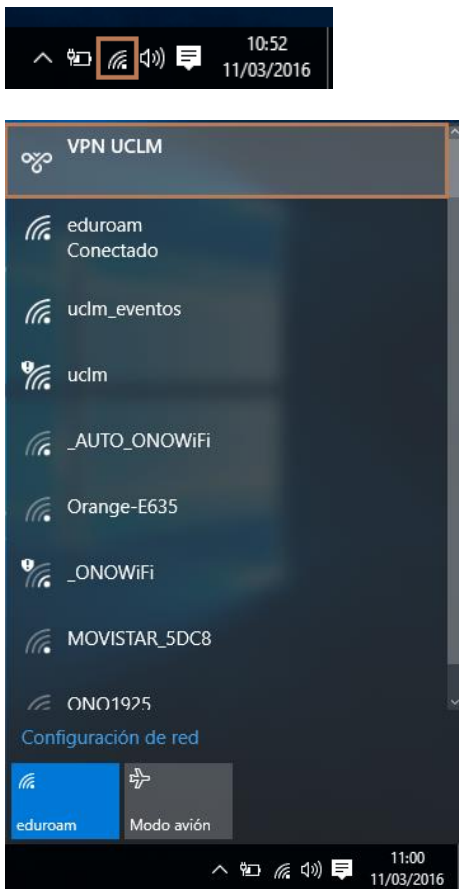 10:52
11/03/2016
VPN UCLM
eduroam
Conectado
uclm_eventos
uclm
_AUTO_ONOWiFi
Orange-E635
_ONOWiFi
MOVISTAR_5DC8
ONO1925
Configuración de red
eduroam
Modo avión
11:00
11/03/2016